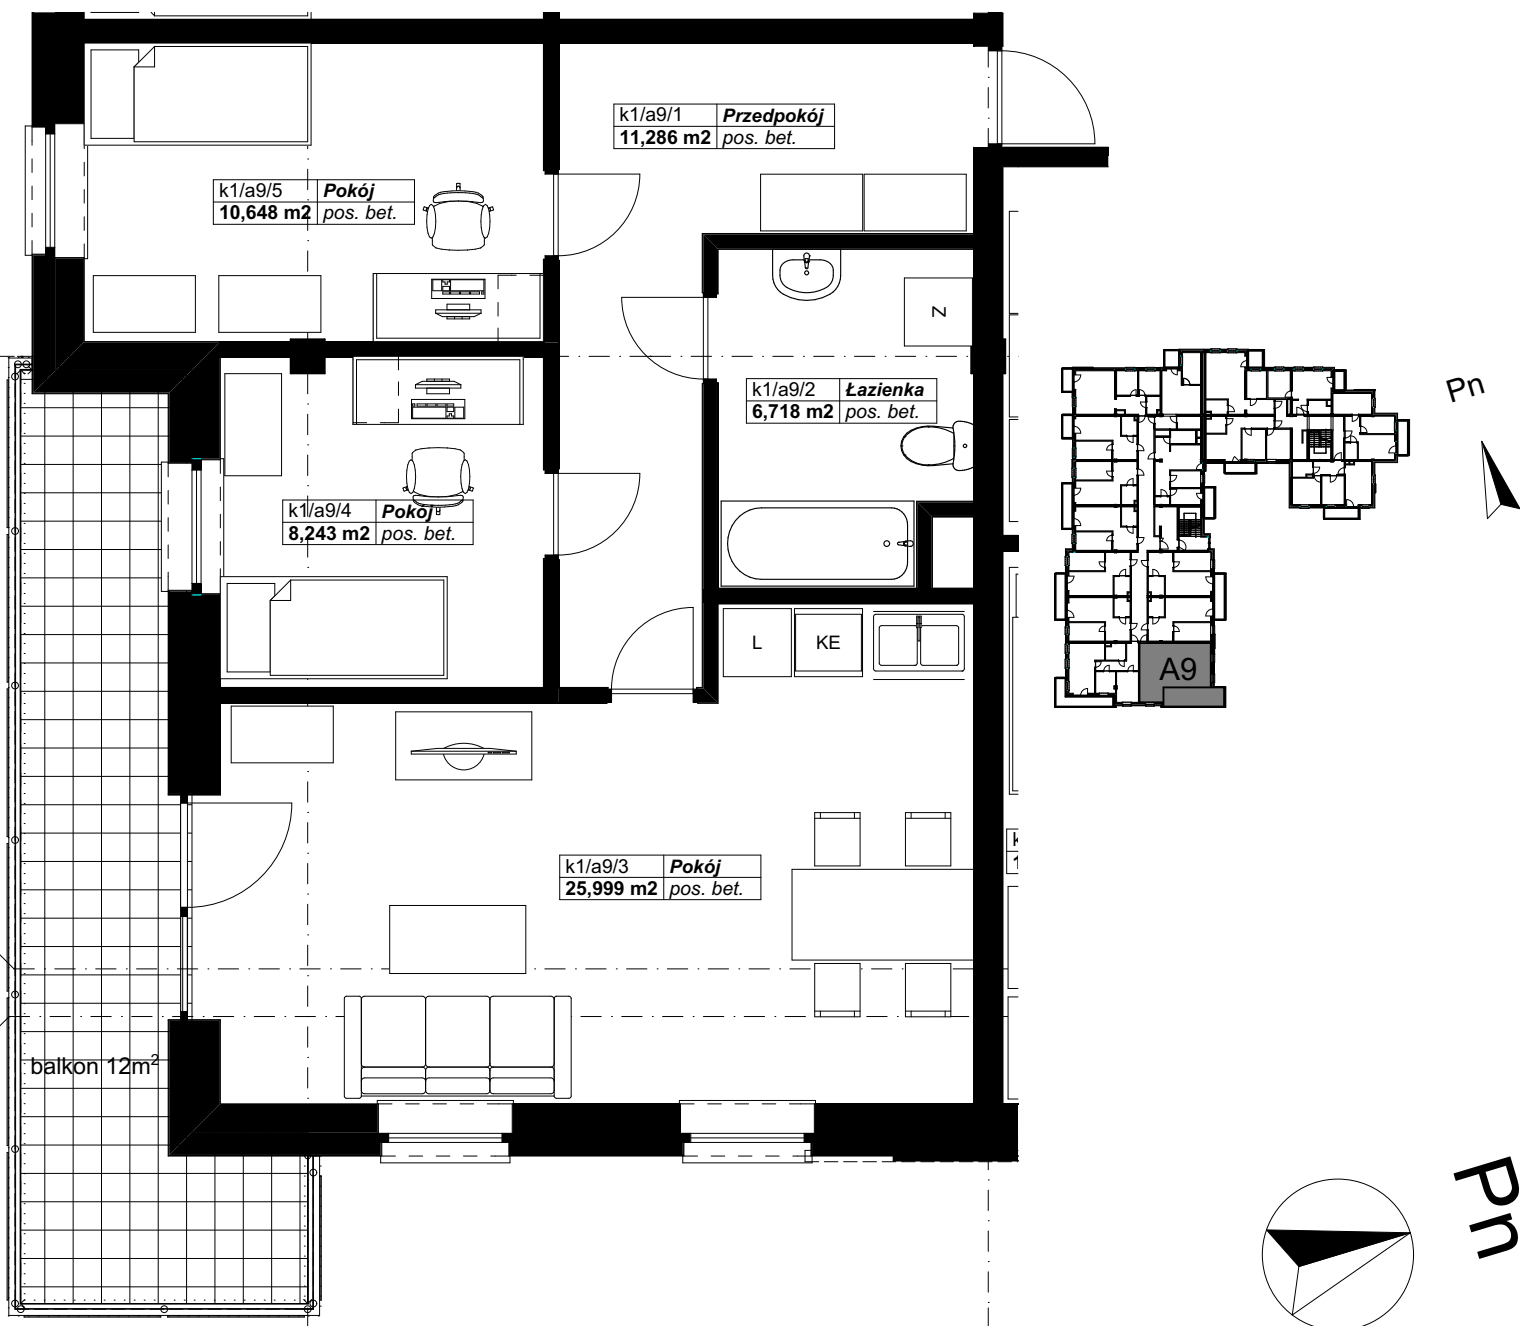 k1/a9/1 Przedpokój
11,286 m2 pos. bet.
k1/a9/5 Pokój
10,648 m2 pos. bet.
Z
k1/a9/2 Łazienka
6,718 m2 pos. bet.
Pn
k1/a9/4 Pokój
8,243 m2 pos. bet.
L KE
A9
k1/a9/3 Pokój
25,999 m2 pos. bet.
balkon 12m²
Pn